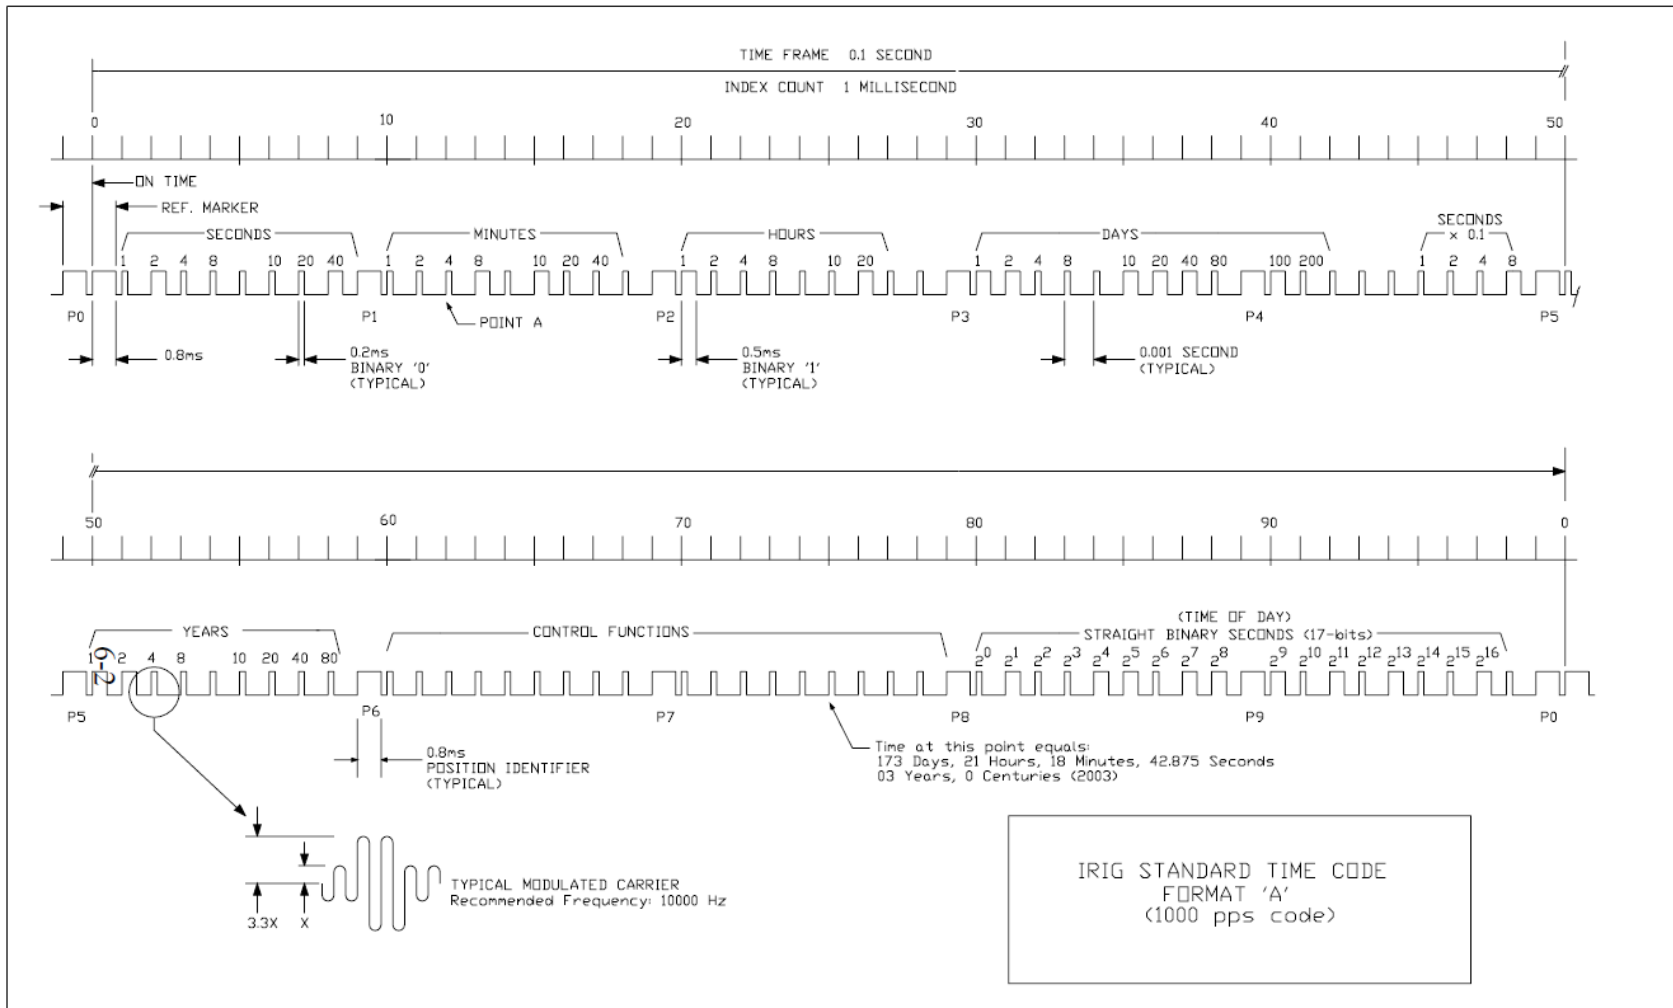 TIME FRAME 0.1 SECOND
INDEX COUNT 1 MILLISECOND
0 10 20 30 40 50
ON TIME
REF. MARKER
SECONDS MINUTES HOURS DAYS SECONDS
x 0.1
1 2 4 8 10 20 40 1 2 4 8 10 20 40 1 2 4 8 10 20 1 2 4 8 10 20 40 80 100 200 1 2 4 8
P0 P1 P2 P3 P4 P5
POINT A
0.8ms
0.2ms
BINARY '0'
(TYPICAL)
0.5ms
BINARY '1'
(TYPICAL)
0.001 SECOND
(TYPICAL)
50 60 70 80 90 0
YEARS CONTROL FUNCTIONS
(TIME OF DAY)
STRAIGHT BINARY SECONDS (17-bits)
1 2 4 8 10 20 40 80
2⁰ 2¹ 2² 2³ 2⁴ 2⁵ 2⁶ 2⁷ 2⁸ 2⁹ 2¹⁰ 2¹¹ 2¹² 2¹³ 2¹⁴ 2¹⁵ 2¹⁶
6-2
P5 P6 P7 P8 P9 P0
0.8ms
POSITION IDENTIFIER
(TYPICAL)
Time at this point equals:
173 Days, 21 Hours, 18 Minutes, 42.875 Seconds
03 Years, 0 Centuries (2003)
TYPICAL MODULATED CARRIER
Recommended Frequency: 10000 Hz
3.3X X
IRIG STANDARD TIME CODE
FORMAT 'A'
(1000 pps code)